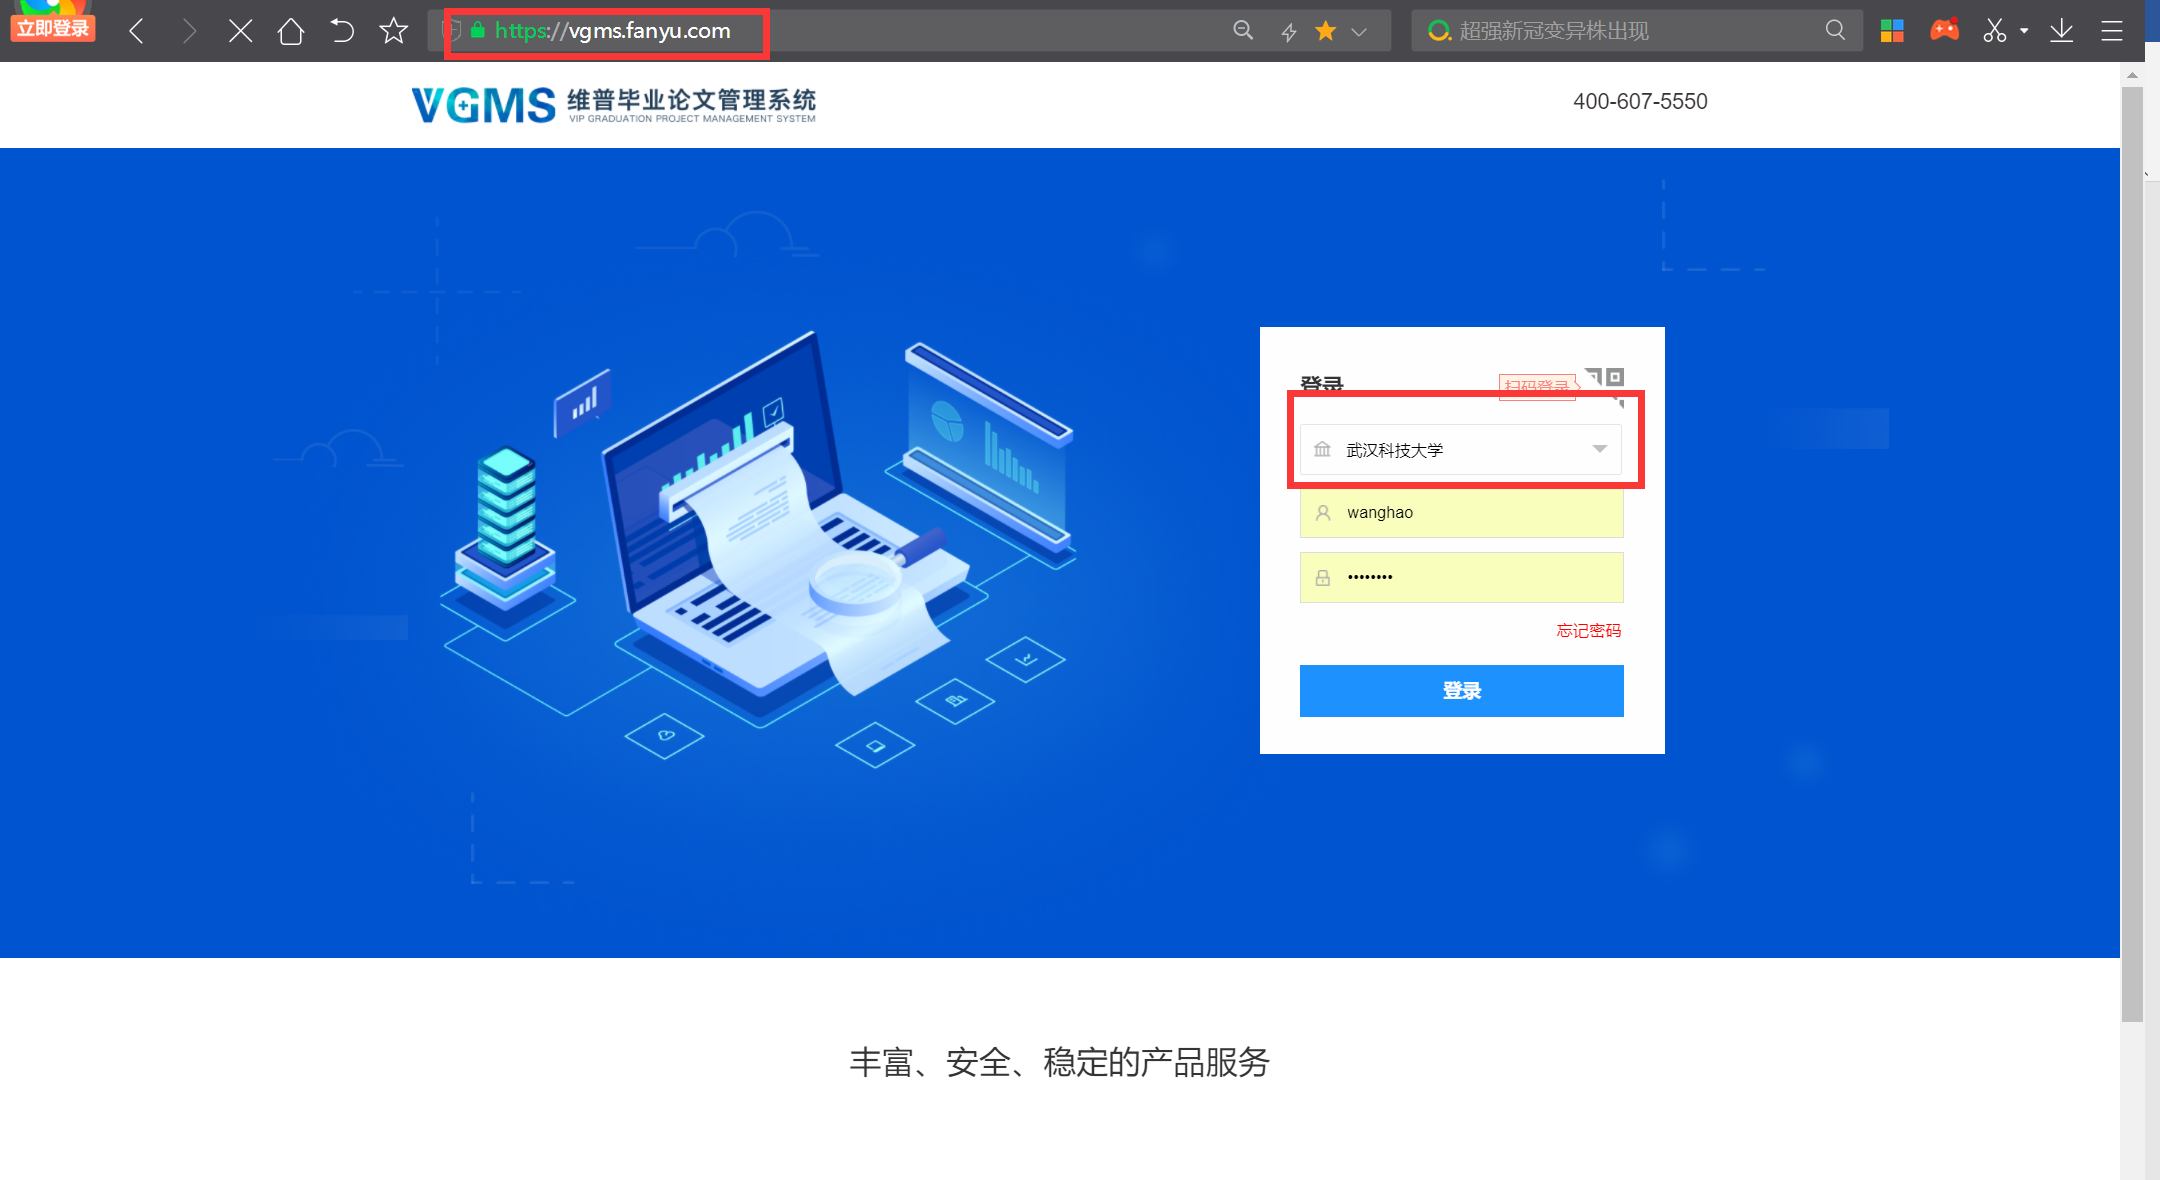 立即登录
https://vgms.fanyu.com
超强新冠变异株出现
VGMS 维普毕业论文管理系统
VIP GRADUATION PROJECT MANAGEMENT SYSTEM
400-607-5550
登录
扫码登录
武汉科技大学
wanghao
••••••••
忘记密码
登录
丰富、安全、稳定的产品服务